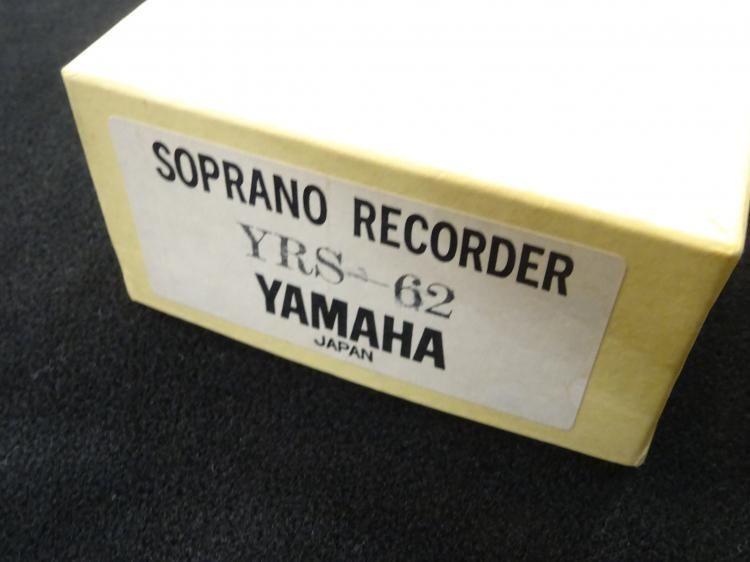 SOPRANO RECORDER
YRS-62
YAMAHA
JAPAN